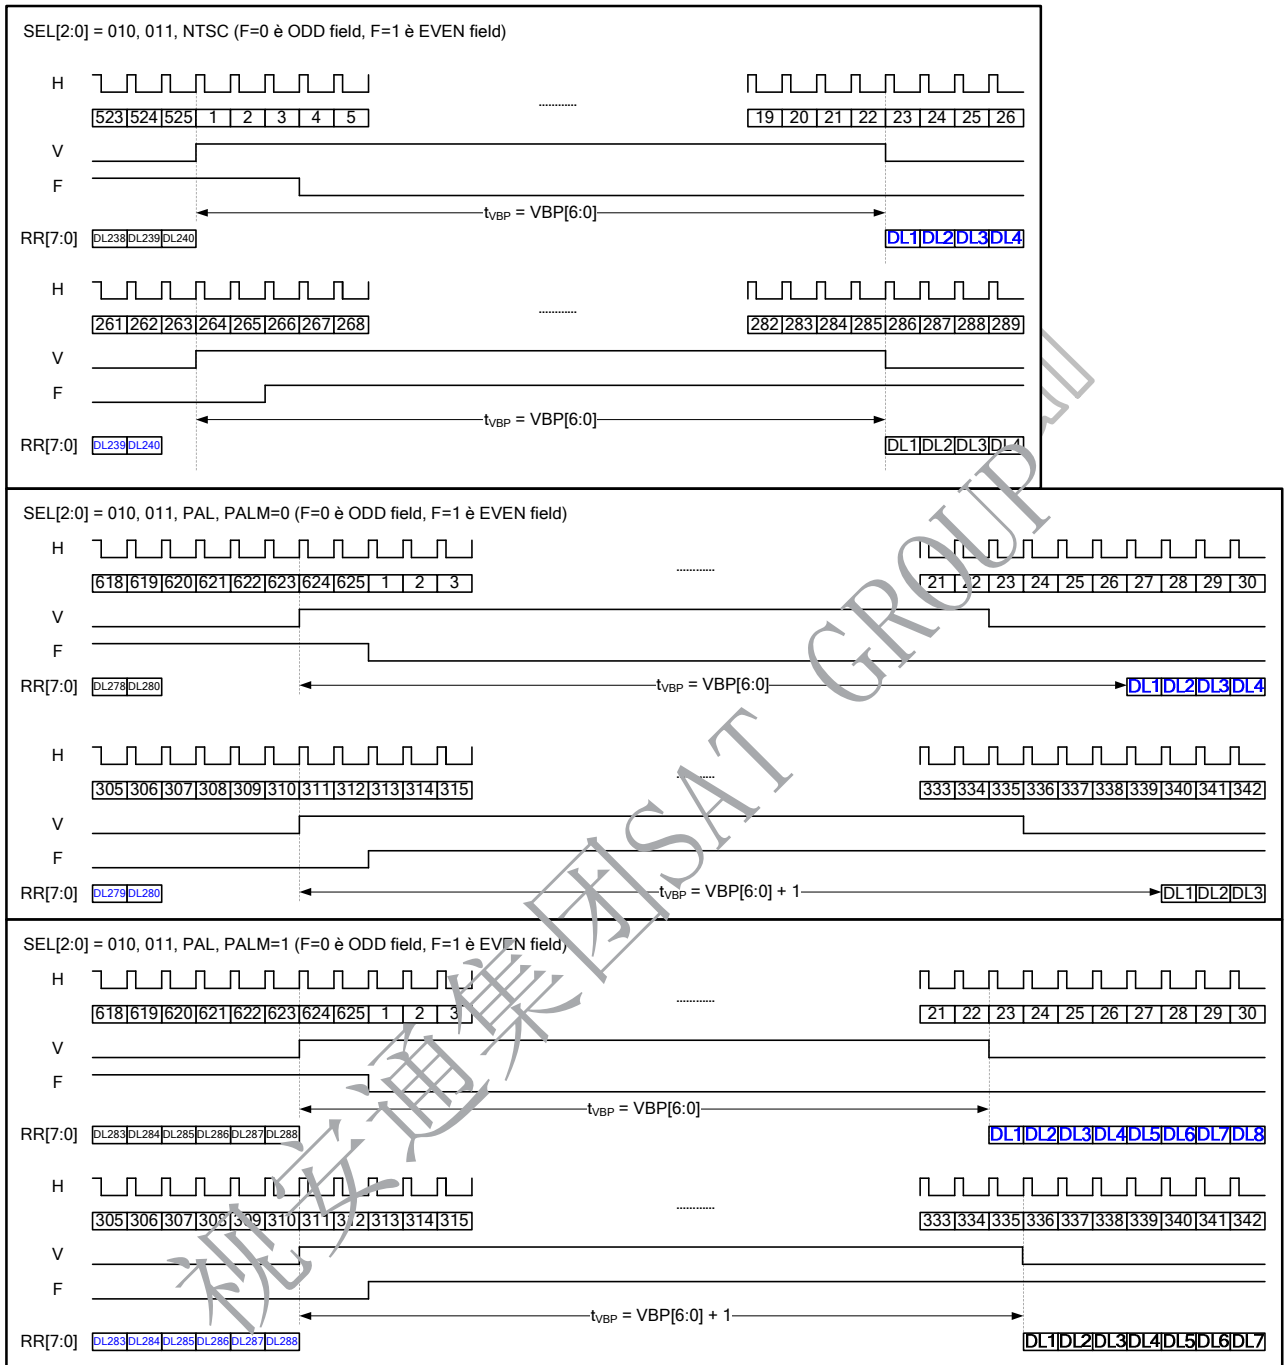 SEL[2:0] = 010, 011, NTSC (F=0 è ODD field, F=1 è EVEN field)
H
523 524 525 1 2 3 4 5 ............ 19 20 21 22 23 24 25 26
V
F
tVBP = VBP[6:0]
RR[7:0] DL238 DL239 DL240 DL1 DL2 DL3 DL4
H
261 262 263 264 265 266 267 268 ............ 282 283 284 285 286 287 288 289
V
F
tVBP = VBP[6:0]
RR[7:0] DL239 DL240 DL1 DL2 DL3 DL4
SEL[2:0] = 010, 011, PAL, PALM=0 (F=0 è ODD field, F=1 è EVEN field)
H
618 619 620 621 622 623 624 625 1 2 3 ............ 21 22 23 24 25 26 27 28 29 30
V
F
RR[7:0] DL278 DL280 tVBP = VBP[6:0] DL1 DL2 DL3 DL4
H
305 306 307 308 309 310 311 312 313 314 315 ............ 333 334 335 336 337 338 339 340 341 342
V
F
RR[7:0] DL279 DL280 tVBP = VBP[6:0] + 1 DL1 DL2 DL3
SEL[2:0] = 010, 011, PAL, PALM=1 (F=0 è ODD field, F=1 è EVEN field)
H
618 619 620 621 622 623 624 625 1 2 3 ............ 21 22 23 24 25 26 27 28 29 30
V
F
tVBP = VBP[6:0]
RR[7:0] DL283 DL284 DL285 DL286 DL287 DL288 DL1 DL2 DL3 DL4 DL5 DL6 DL7 DL8
H
305 306 307 308 309 310 311 312 313 314 315 ............ 333 334 335 336 337 338 339 340 341 342
V
F
tVBP = VBP[6:0] + 1
RR[7:0] DL283 DL284 DL285 DL286 DL287 DL288 DL1 DL2 DL3 DL4 DL5 DL6 DL7
视安通集团SAT GROUP